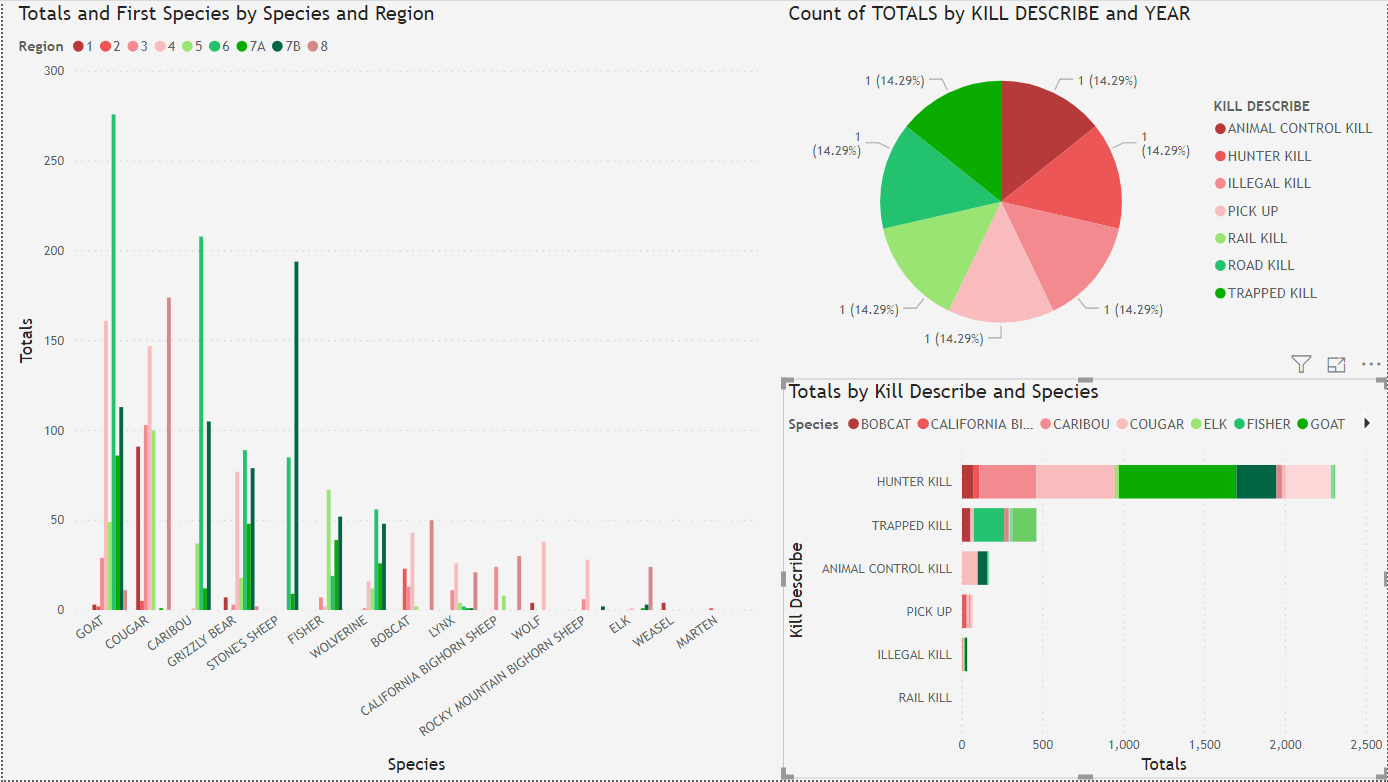 Totals and First Species by Species and Region
Region 1 2 3 4 5 6 7A 7B 8
300
250
200
150
100
50
0
Totals
GOAT
COUGAR
CARIBOU
GRIZZLY BEAR
STONE'S SHEEP
FISHER
WOLVERINE
BOBCAT
LYNX
CALIFORNIA BIGHORN SHEEP
WOLF
ROCKY MOUNTAIN BIGHORN SHEEP
ELK
WEASEL
MARTEN
Species
Count of TOTALS by KILL DESCRIBE and YEAR
1 (14.29%)
1 (14.29%)
1
(14.29%)
1
(14.29%)
1 (14.29%)
1 (14.29%)
1 (14.29%)
KILL DESCRIBE
ANIMAL CONTROL KILL
HUNTER KILL
ILLEGAL KILL
PICK UP
RAIL KILL
ROAD KILL
TRAPPED KILL
Totals by Kill Describe and Species
Species BOBCAT CALIFORNIA BI... CARIBOU COUGAR ELK FISHER GOAT
Kill Describe
HUNTER KILL
TRAPPED KILL
ANIMAL CONTROL KILL
PICK UP
ILLEGAL KILL
RAIL KILL
0 500 1,000 1,500 2,000 2,500
Totals